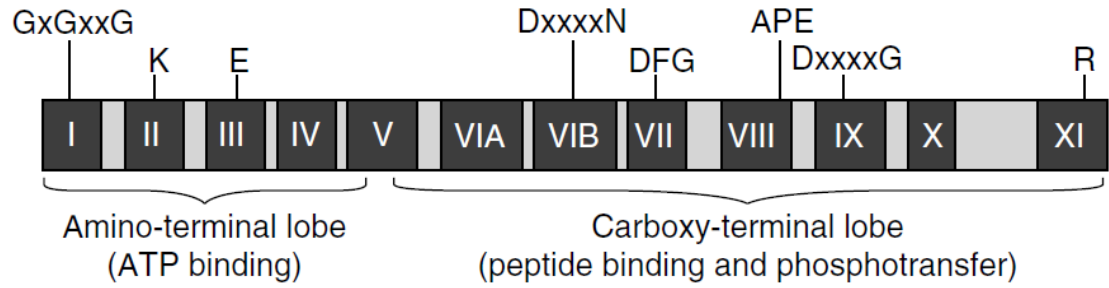 GxGxxG
K
E
DxxxxN
DFG
APE
DxxxxG
R
I II III IV V VIA VIB VII VIII IX X XI
Amino-terminal lobe
(ATP binding)
Carboxy-terminal lobe
(peptide binding and phosphotransfer)